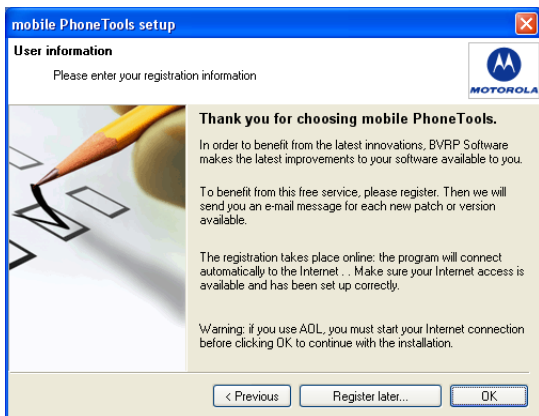 mobile PhoneTools setup
User information
Please enter your registration information
MOTOROLA
Thank you for choosing mobile PhoneTools.
In order to benefit from the latest innovations, BVRP Software
makes the latest improvements to your software available to you.
To benefit from this free service, please register. Then we will
send you an e-mail message for each new patch or version
available.
The registration takes place online: the program will connect
automatically to the Internet . . Make sure your Internet access is
available and has been set up correctly.
Warning: if you use AOL, you must start your Internet connection
before clicking OK to continue with the installation.
< Previous
Register later...
OK